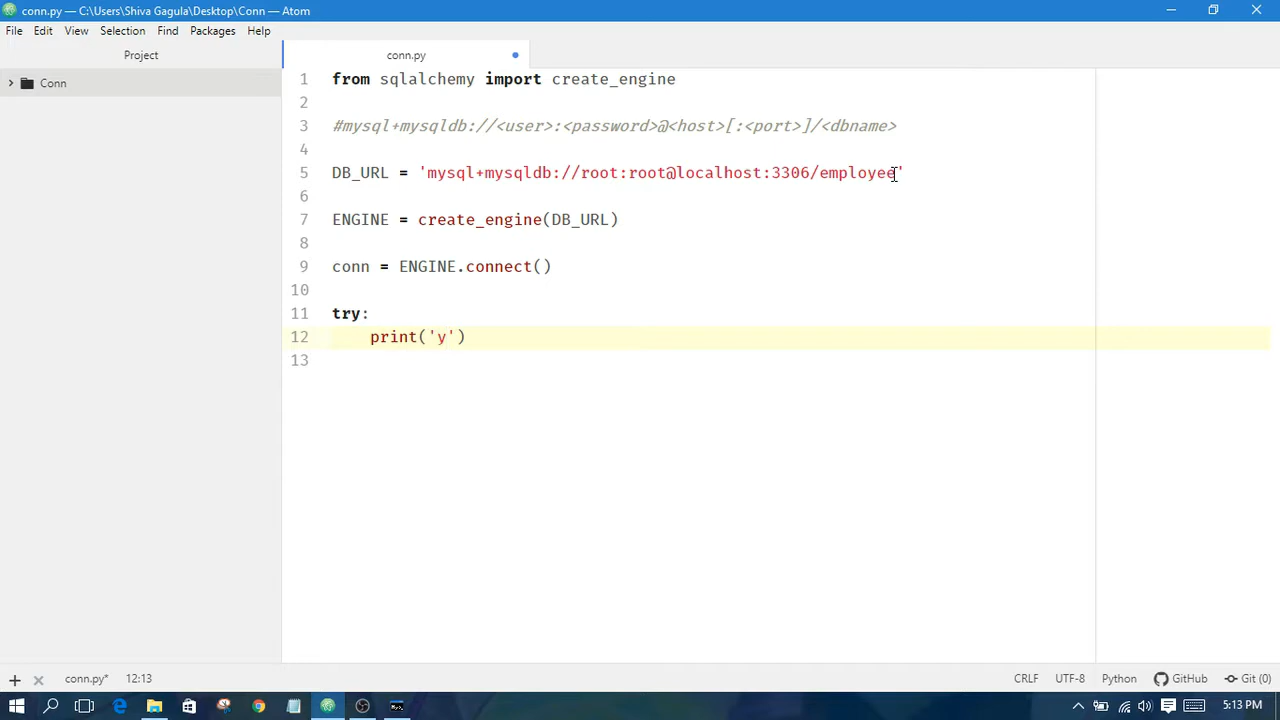 conn.py — C:\Users\Shiva Gagula\Desktop\Conn — Atom
File Edit View Selection Find Packages Help
Project
conn.py
Conn
1 from sqlalchemy import create_engine
2
3 #mysql+mysqldb://<user>:<password>@<host>[:<port>]/<dbname>
4
5 DB_URL = 'mysql+mysqldb://root:root@localhost:3306/employee'
6
7 ENGINE = create_engine(DB_URL)
8
9 conn = ENGINE.connect()
10
11 try:
12 print('y')
13
conn.py* 12:13 CRLF UTF-8 Python GitHub Git (0)
5:13 PM